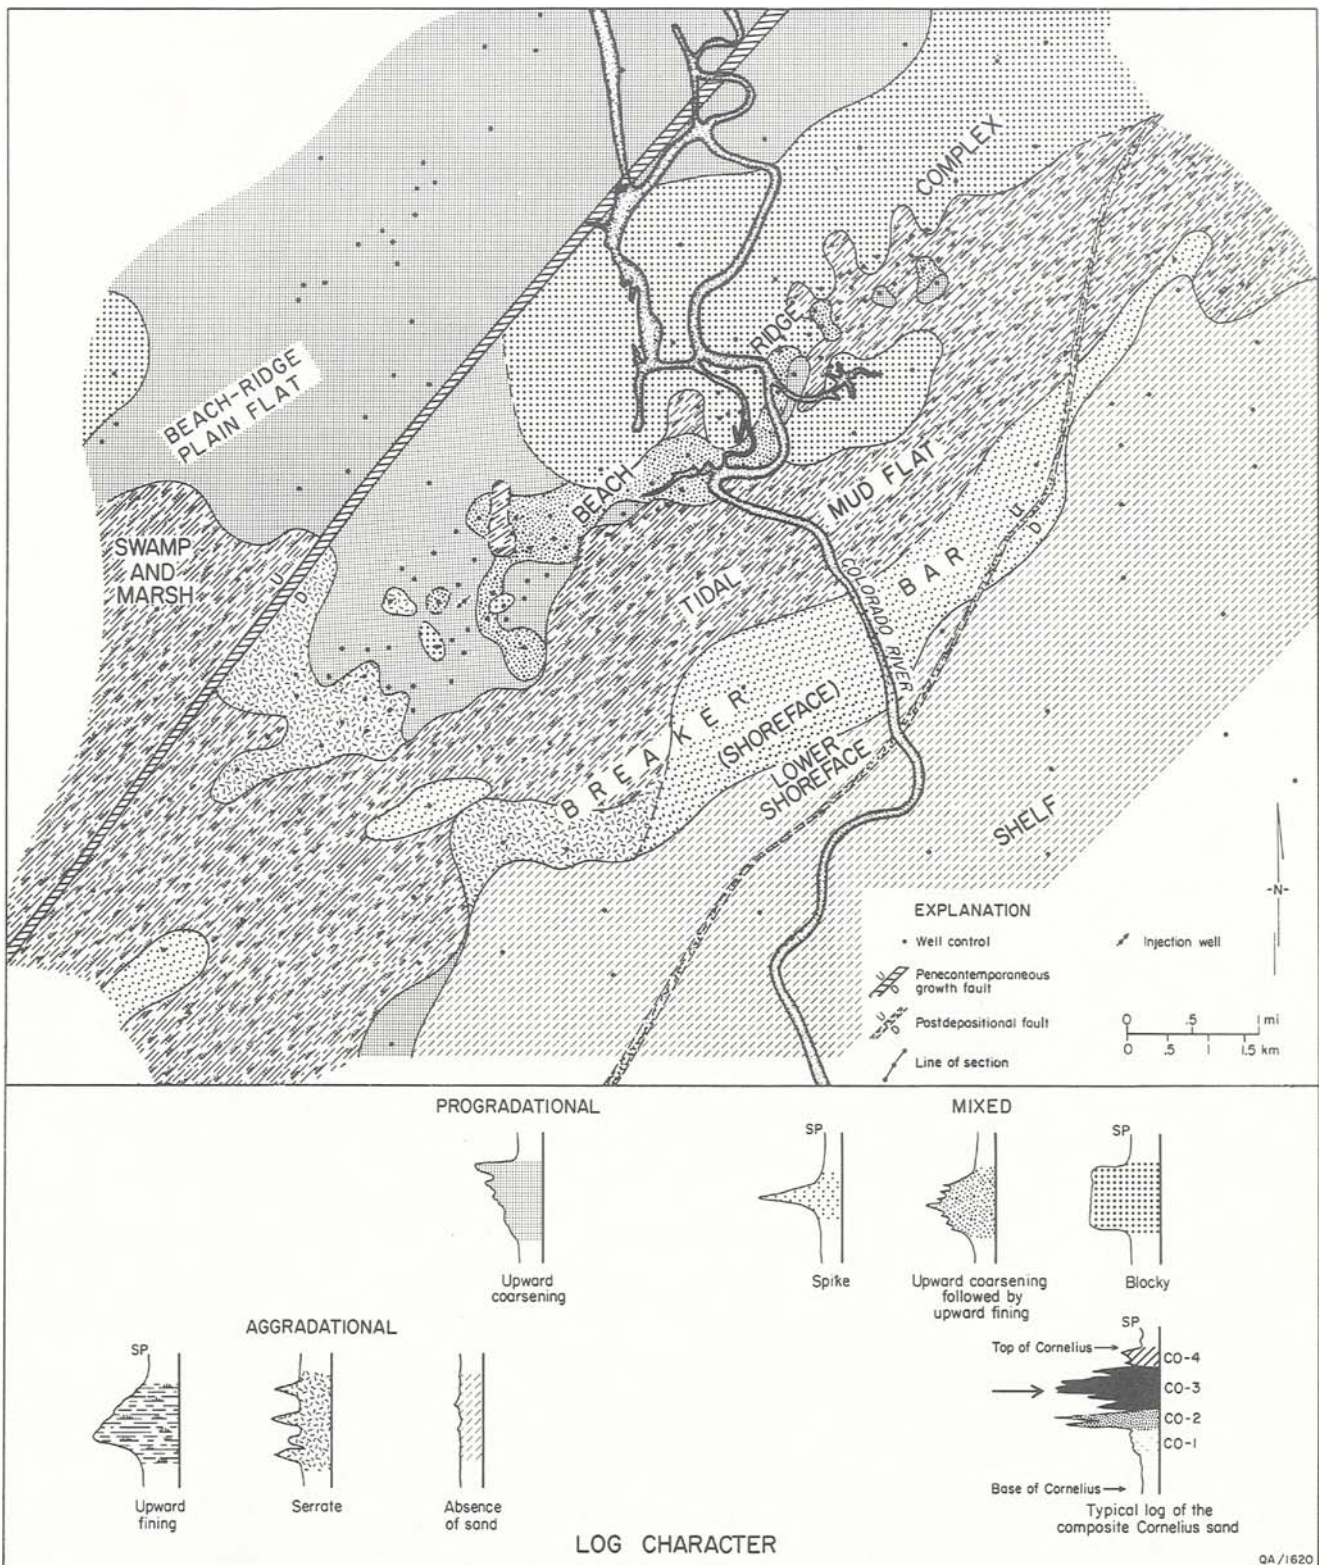 COMPLEX
RIDGE
BEACH
BEACH-RIDGE
PLAIN FLAT
SWAMP
AND
MARSH
U
D
MUD FLAT
TIDAL
U
D
BAR
BREAKER
(SHOREFACE)
LOWER
SHOREFACE
COLORADO RIVER
SHELF
-N-
EXPLANATION
Well control
Injection well
U
D
Penecontemporaneous
growth fault
U
D
Postdepositional fault
Line of section
0 .5 1 mi
0 .5 1 1.5 km
PROGRADATIONAL
MIXED
SP
SP
Upward
coarsening
Spike
Upward coarsening
followed by
upward fining
Blocky
AGGRADATIONAL
SP
SP
Top of Cornelius
CO-4
CO-3
CO-2
CO-1
Base of Cornelius
Upward
fining
Serrate
Absence
of sand
Typical log of the
composite Cornelius sand
LOG CHARACTER
QA/1620